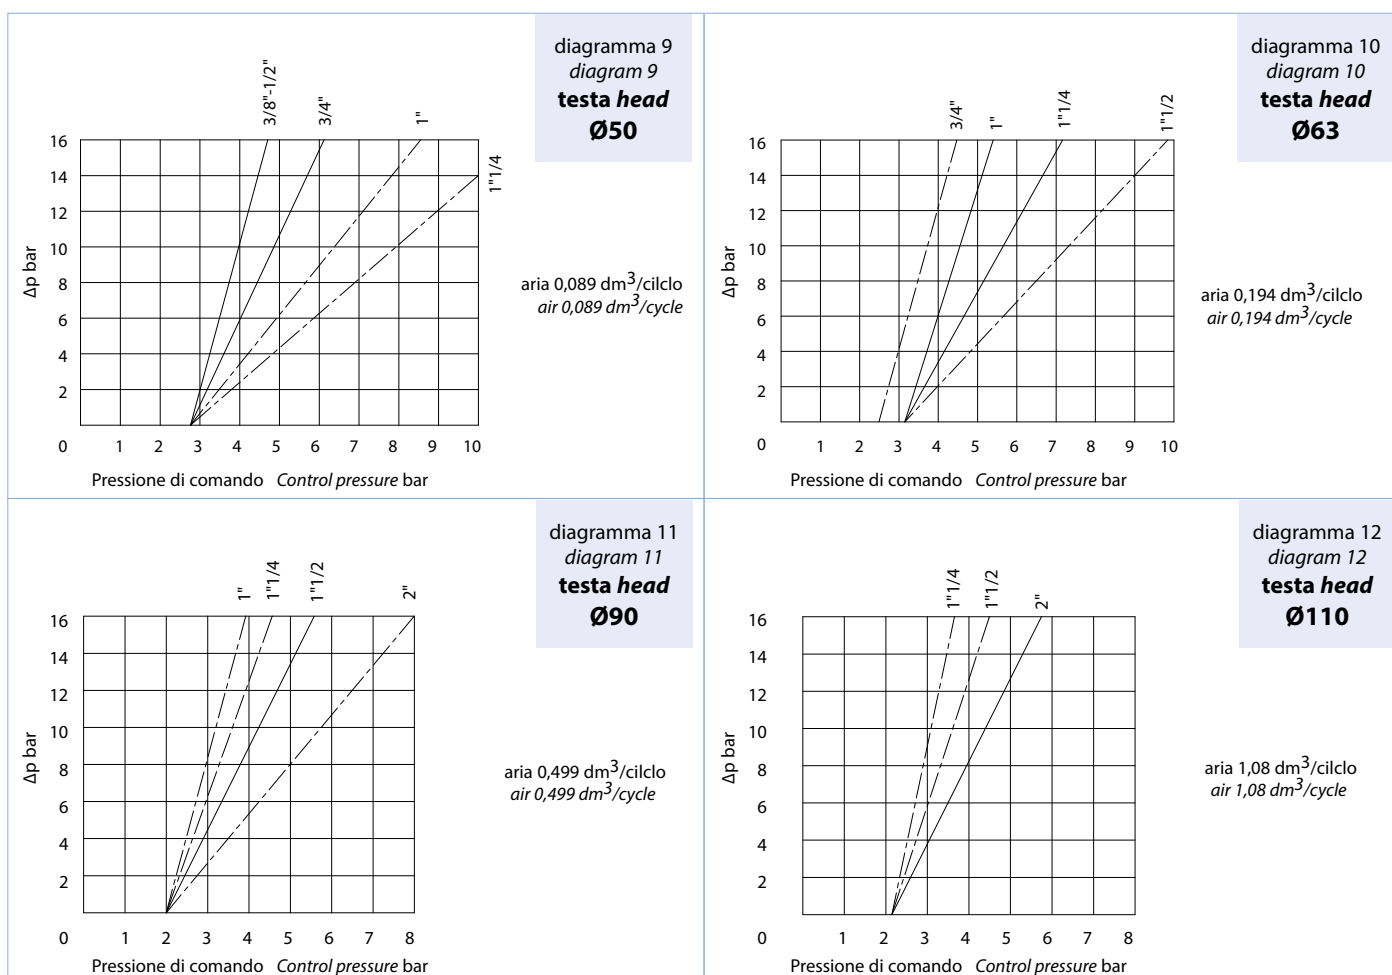 diagramma 9
diagram 9
testa head
Ø50
3/8"-1/2"
3/4"
1"
1"1/4
16
14
12
10
8
6
4
2
0
1 2 3 4 5 6 7 8 9 10
Δp bar
Pressione di comando Control pressure bar
aria 0,089 dm³/cilclo
air 0,089 dm³/cycle
diagramma 10
diagram 10
testa head
Ø63
3/4"
1"
1"1/4
1"1/2
16
14
12
10
8
6
4
2
0
1 2 3 4 5 6 7 8 9 10
Δp bar
Pressione di comando Control pressure bar
aria 0,194 dm³/cilclo
air 0,194 dm³/cycle
diagramma 11
diagram 11
testa head
Ø90
1"
1"1/4
1"1/2
2"
16
14
12
10
8
6
4
2
0
1 2 3 4 5 6 7 8
Δp bar
Pressione di comando Control pressure bar
aria 0,499 dm³/cilclo
air 0,499 dm³/cycle
diagramma 12
diagram 12
testa head
Ø110
1"1/4
1"1/2
2"
16
14
12
10
8
6
4
2
0
1 2 3 4 5 6 7 8
Δp bar
Pressione di comando Control pressure bar
aria 1,08 dm³/cilclo
air 1,08 dm³/cycle